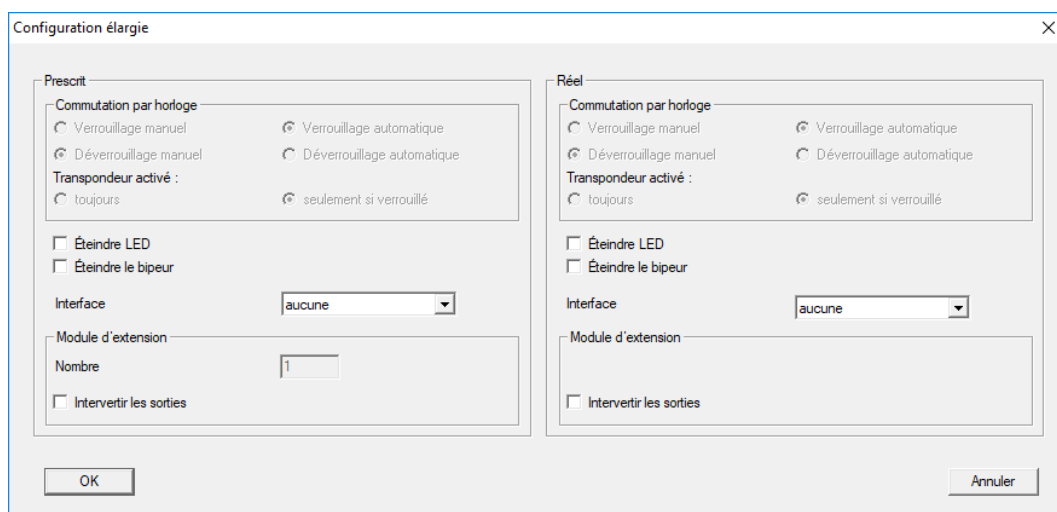 Configuration élargie
Prescrit
Commutation par horloge
Verrouillage manuel
Verrouillage automatique
Déverrouillage manuel
Déverrouillage automatique
Transpondeur activé :
toujours
seulement si verrouillé
Éteindre LED
Éteindre le bipeur
Interface
aucune
Module d'extension
Nombre
1
Intervertir les sorties
Réel
Commutation par horloge
Verrouillage manuel
Verrouillage automatique
Déverrouillage manuel
Déverrouillage automatique
Transpondeur activé :
toujours
seulement si verrouillé
Éteindre LED
Éteindre le bipeur
Interface
aucune
Module d'extension
Intervertir les sorties
OK
Annuler